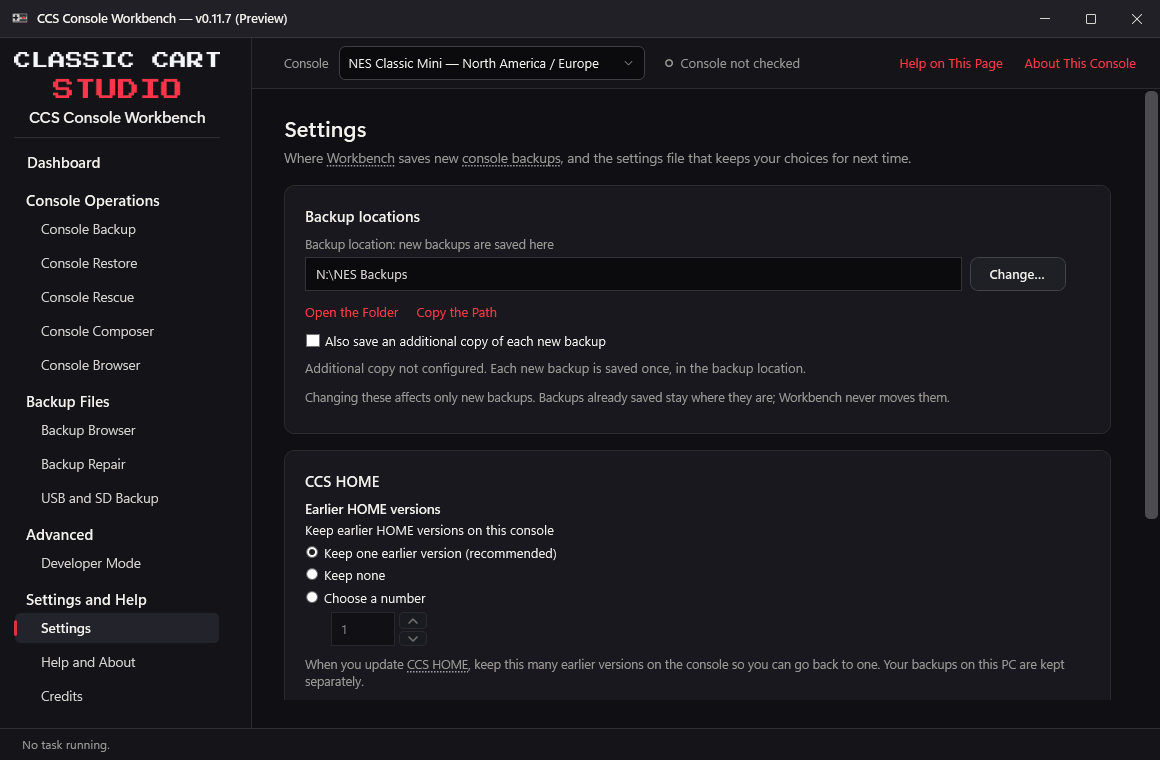 CCS Console Workbench — v0.11.7 (Preview)
CLASSIC CART
STUDIO
CCS Console Workbench
Dashboard
Console Operations
Console Backup
Console Restore
Console Rescue
Console Composer
Console Browser
Backup Files
Backup Browser
Backup Repair
USB and SD Backup
Advanced
Developer Mode
Settings and Help
Settings
Help and About
Credits
Console
NES Classic Mini — North America / Europe
Console not checked
Help on This Page
About This Console
Settings
Where Workbench saves new console backups, and the settings file that keeps your choices for next time.
Backup locations
Backup location: new backups are saved here
N:\NES Backups
Change...
Open the Folder
Copy the Path
Also save an additional copy of each new backup
Additional copy not configured. Each new backup is saved once, in the backup location.
Changing these affects only new backups. Backups already saved stay where they are; Workbench never moves them.
CCS HOME
Earlier HOME versions
Keep earlier HOME versions on this console
Keep one earlier version (recommended)
Keep none
Choose a number
1
When you update CCS HOME, keep this many earlier versions on the console so you can go back to one. Your backups on this PC are kept
separately.
No task running.